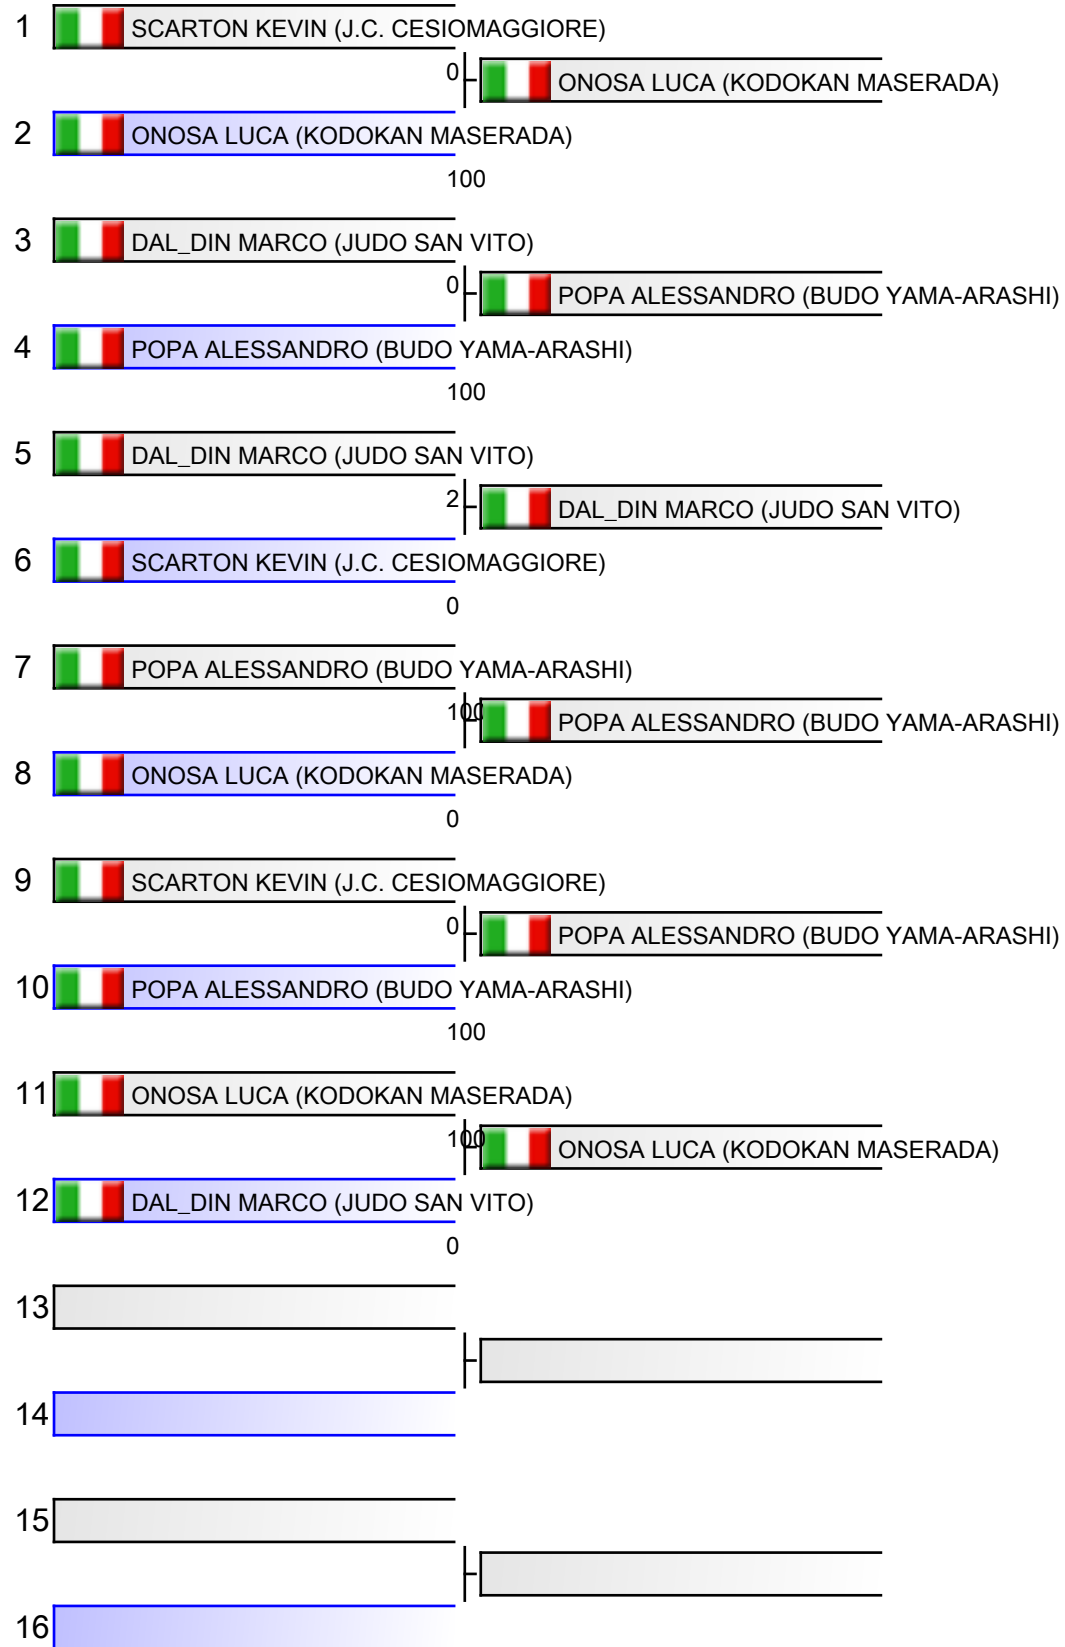 1 SCARTON KEVIN (J.C. CESIOMAGGIORE)
0 ONOSA LUCA (KODOKAN MASERADA)
2 ONOSA LUCA (KODOKAN MASERADA)
100
3 DAL_DIN MARCO (JUDO SAN VITO)
0 POPA ALESSANDRO (BUDO YAMA-ARASHI)
4 POPA ALESSANDRO (BUDO YAMA-ARASHI)
100
5 DAL_DIN MARCO (JUDO SAN VITO)
2 DAL_DIN MARCO (JUDO SAN VITO)
6 SCARTON KEVIN (J.C. CESIOMAGGIORE)
0
7 POPA ALESSANDRO (BUDO YAMA-ARASHI)
100 POPA ALESSANDRO (BUDO YAMA-ARASHI)
8 ONOSA LUCA (KODOKAN MASERADA)
0
9 SCARTON KEVIN (J.C. CESIOMAGGIORE)
0 POPA ALESSANDRO (BUDO YAMA-ARASHI)
10 POPA ALESSANDRO (BUDO YAMA-ARASHI)
100
11 ONOSA LUCA (KODOKAN MASERADA)
100 ONOSA LUCA (KODOKAN MASERADA)
12 DAL_DIN MARCO (JUDO SAN VITO)
0
13
14
15
16